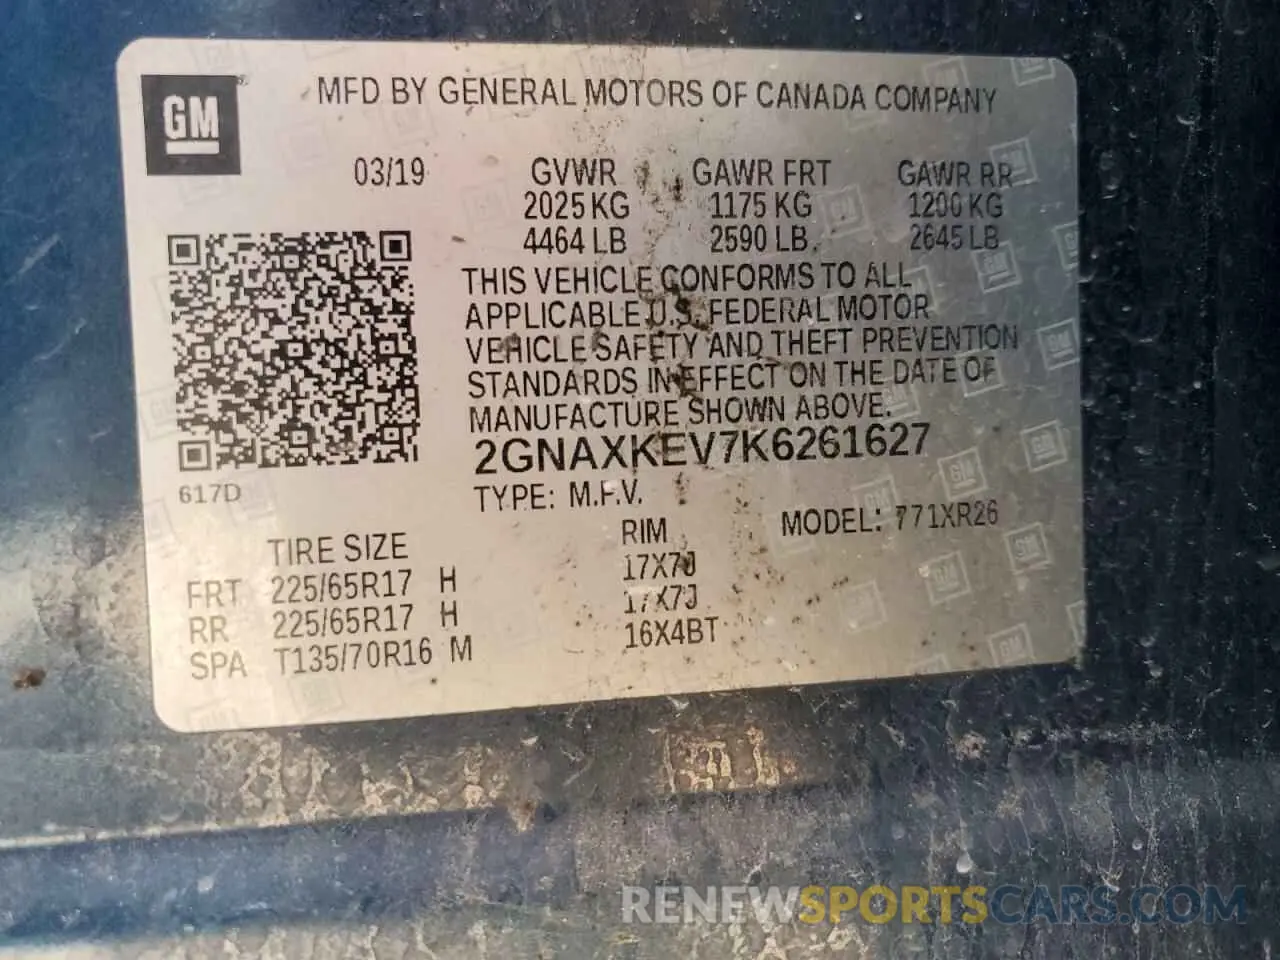 GM
MFD BY GENERAL MOTORS OF CANADA COMPANY
03/19 GVWR GAWR FRT GAWR RR
2025 KG 1175 KG 1200 KG
4464 LB 2590 LB 2645 LB
THIS VEHICLE CONFORMS TO ALL
APPLICABLE U.S. FEDERAL MOTOR
VEHICLE SAFETY AND THEFT PREVENTION
STANDARDS IN EFFECT ON THE DATE OF
MANUFACTURE SHOWN ABOVE.
2GNAXKEV7K6261627
617D
TYPE: M.P.V.
MODEL: 771XR26
TIRE SIZE RIM
FRT 225/65R17 H 17X7J
RR 225/65R17 H 17X7J
SPA T135/70R16 M 16X4BT
RENEWSPORTSCARS.COM